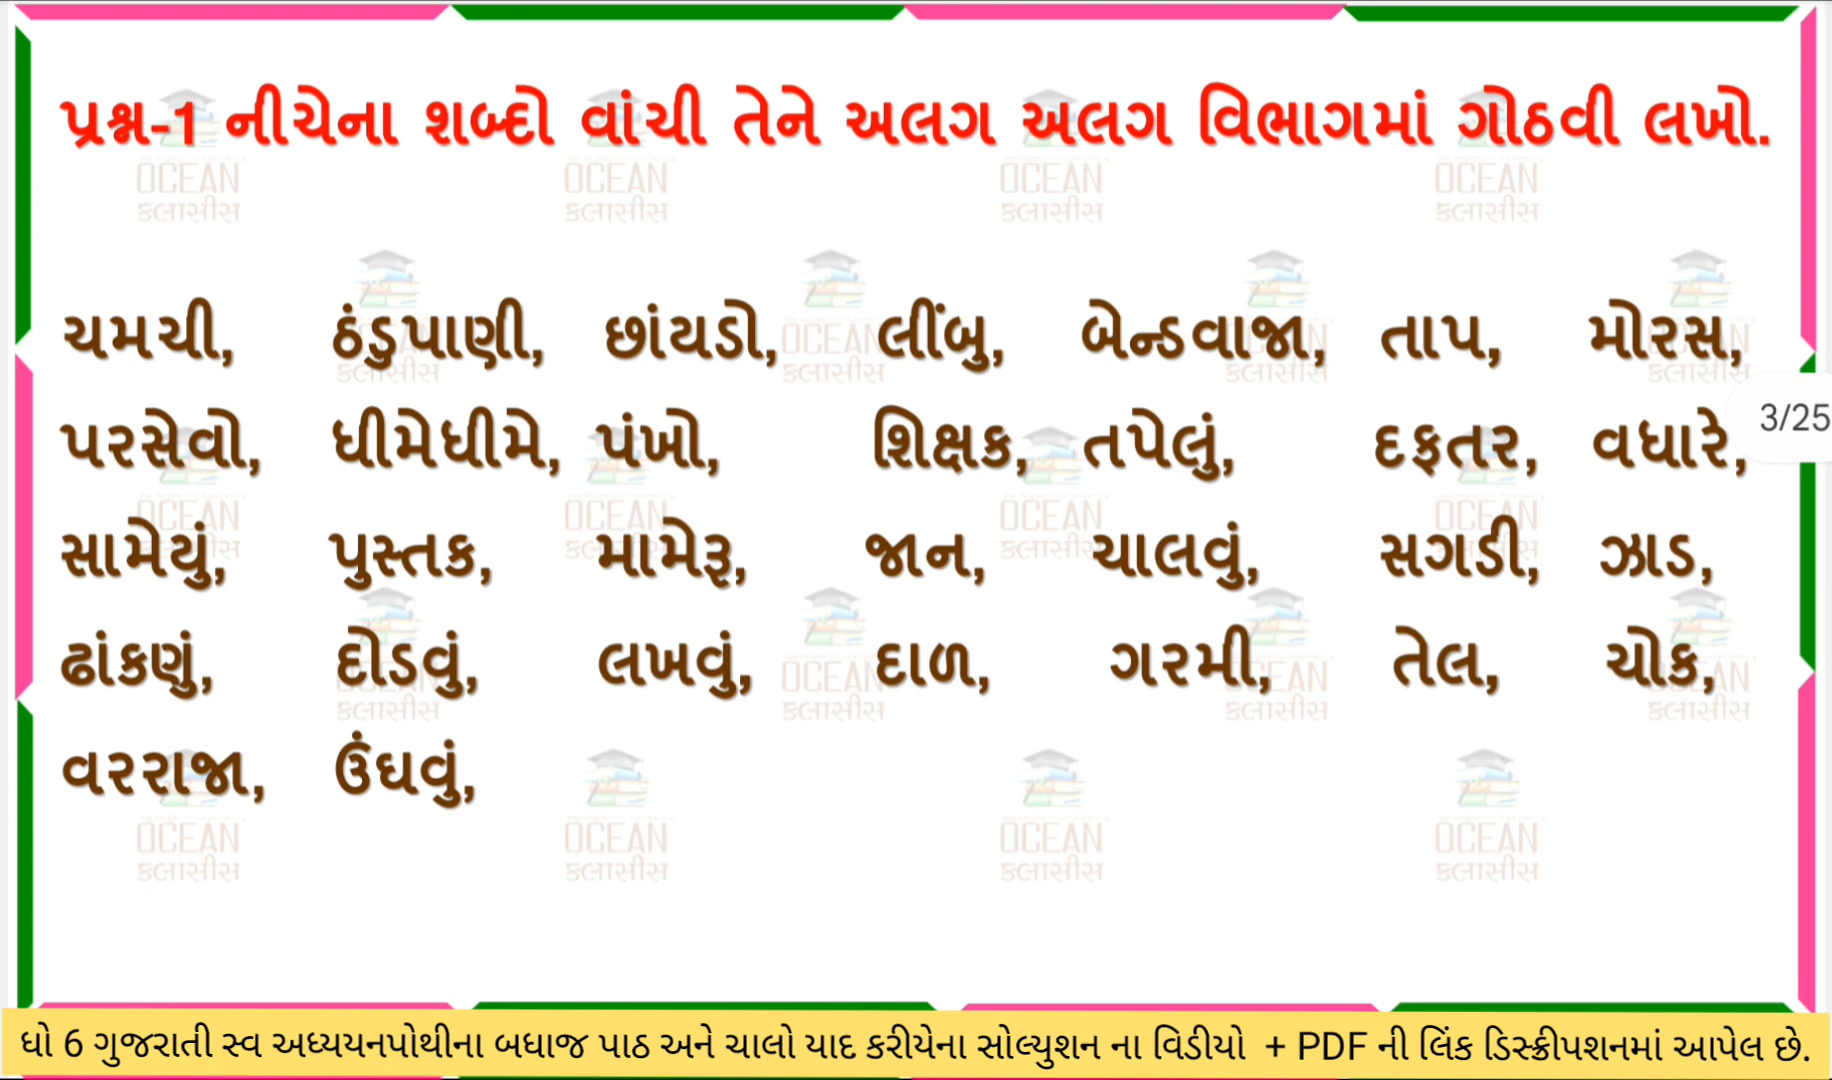 પ્રશ્ન-1 નીચેના શબ્દો વાંચી તેને અલગ અલગ વિભાગમાં ગોઠવી લખો.
ચમચી, ઠંડુપાણી, છાંયડો, લીંબુ, બેન્ડવાજા, તાપ, મોરસ,
પરસેવો, ધીમેધીમે, પંખો, શિક્ષક, તપેલું, દફતર, વધારે,
3/25
સામેયું, પુસ્તક, મામેરૂ, જાન, ચાલવું, સગડી, ઝાડ,
ઢાંકણું, દોડવું, લખવું, દાળ, ગરમી, તેલ, ચોક,
વરરાજા, ઉંઘવું,
OCEAN
ક્લાસીસ
ધો 6 ગુજરાતી સ્વ અધ્યયનપોથીના બધાજ પાઠ અને ચાલો યાદ કરીયેના સોલ્યુશન ના વિડીયો + PDF ની લિંક ડિસ્ક્રીપશનમાં આપેલ છે.